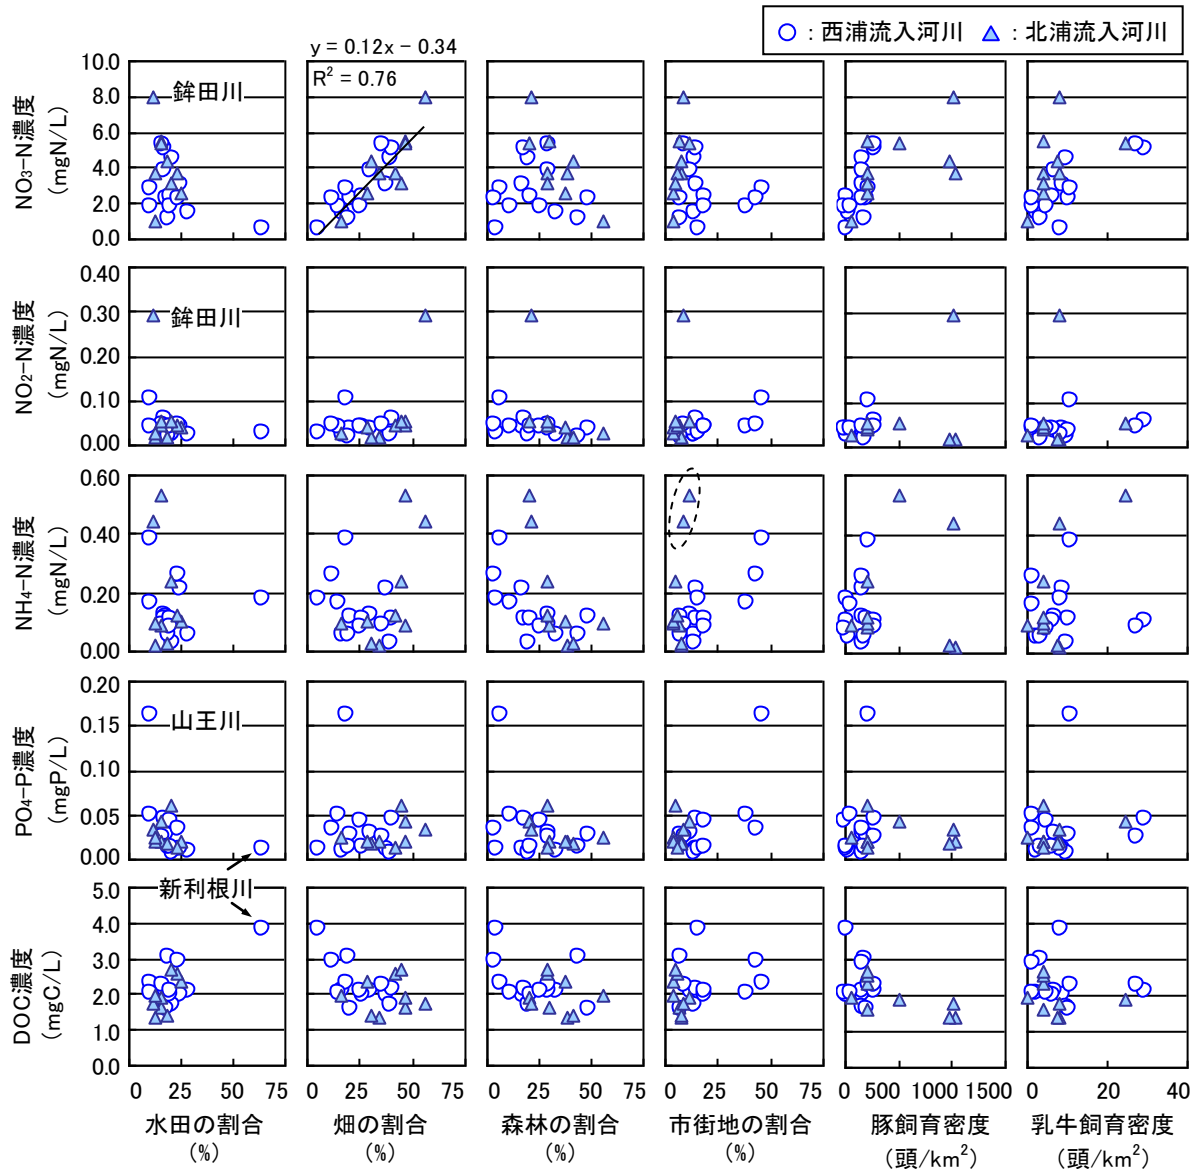 ○ : 西浦流入河川 △ : 北浦流入河川
y = 0.12x − 0.34
R² = 0.76
NO₃−N濃度
(mgN/L)
10.0
8.0
6.0
4.0
2.0
0.0
鉾田川
NO₂−N濃度
(mgN/L)
0.40
0.30
0.20
0.10
0.00
鉾田川
NH₄−N濃度
(mgN/L)
0.60
0.40
0.20
0.00
PO₄−P濃度
(mgP/L)
0.20
0.15
0.10
0.05
0.00
山王川
新利根川
DOC濃度
(mgC/L)
5.0
4.0
3.0
2.0
1.0
0.0
0 25 50 75 0 25 50 75 0 25 50 75 0 25 50 75 0 500 1000 1500 0 20 40
水田の割合 畑の割合 森林の割合 市街地の割合 豚飼育密度 乳牛飼育密度
(%) (%) (%) (%) (頭/km²) (頭/km²)